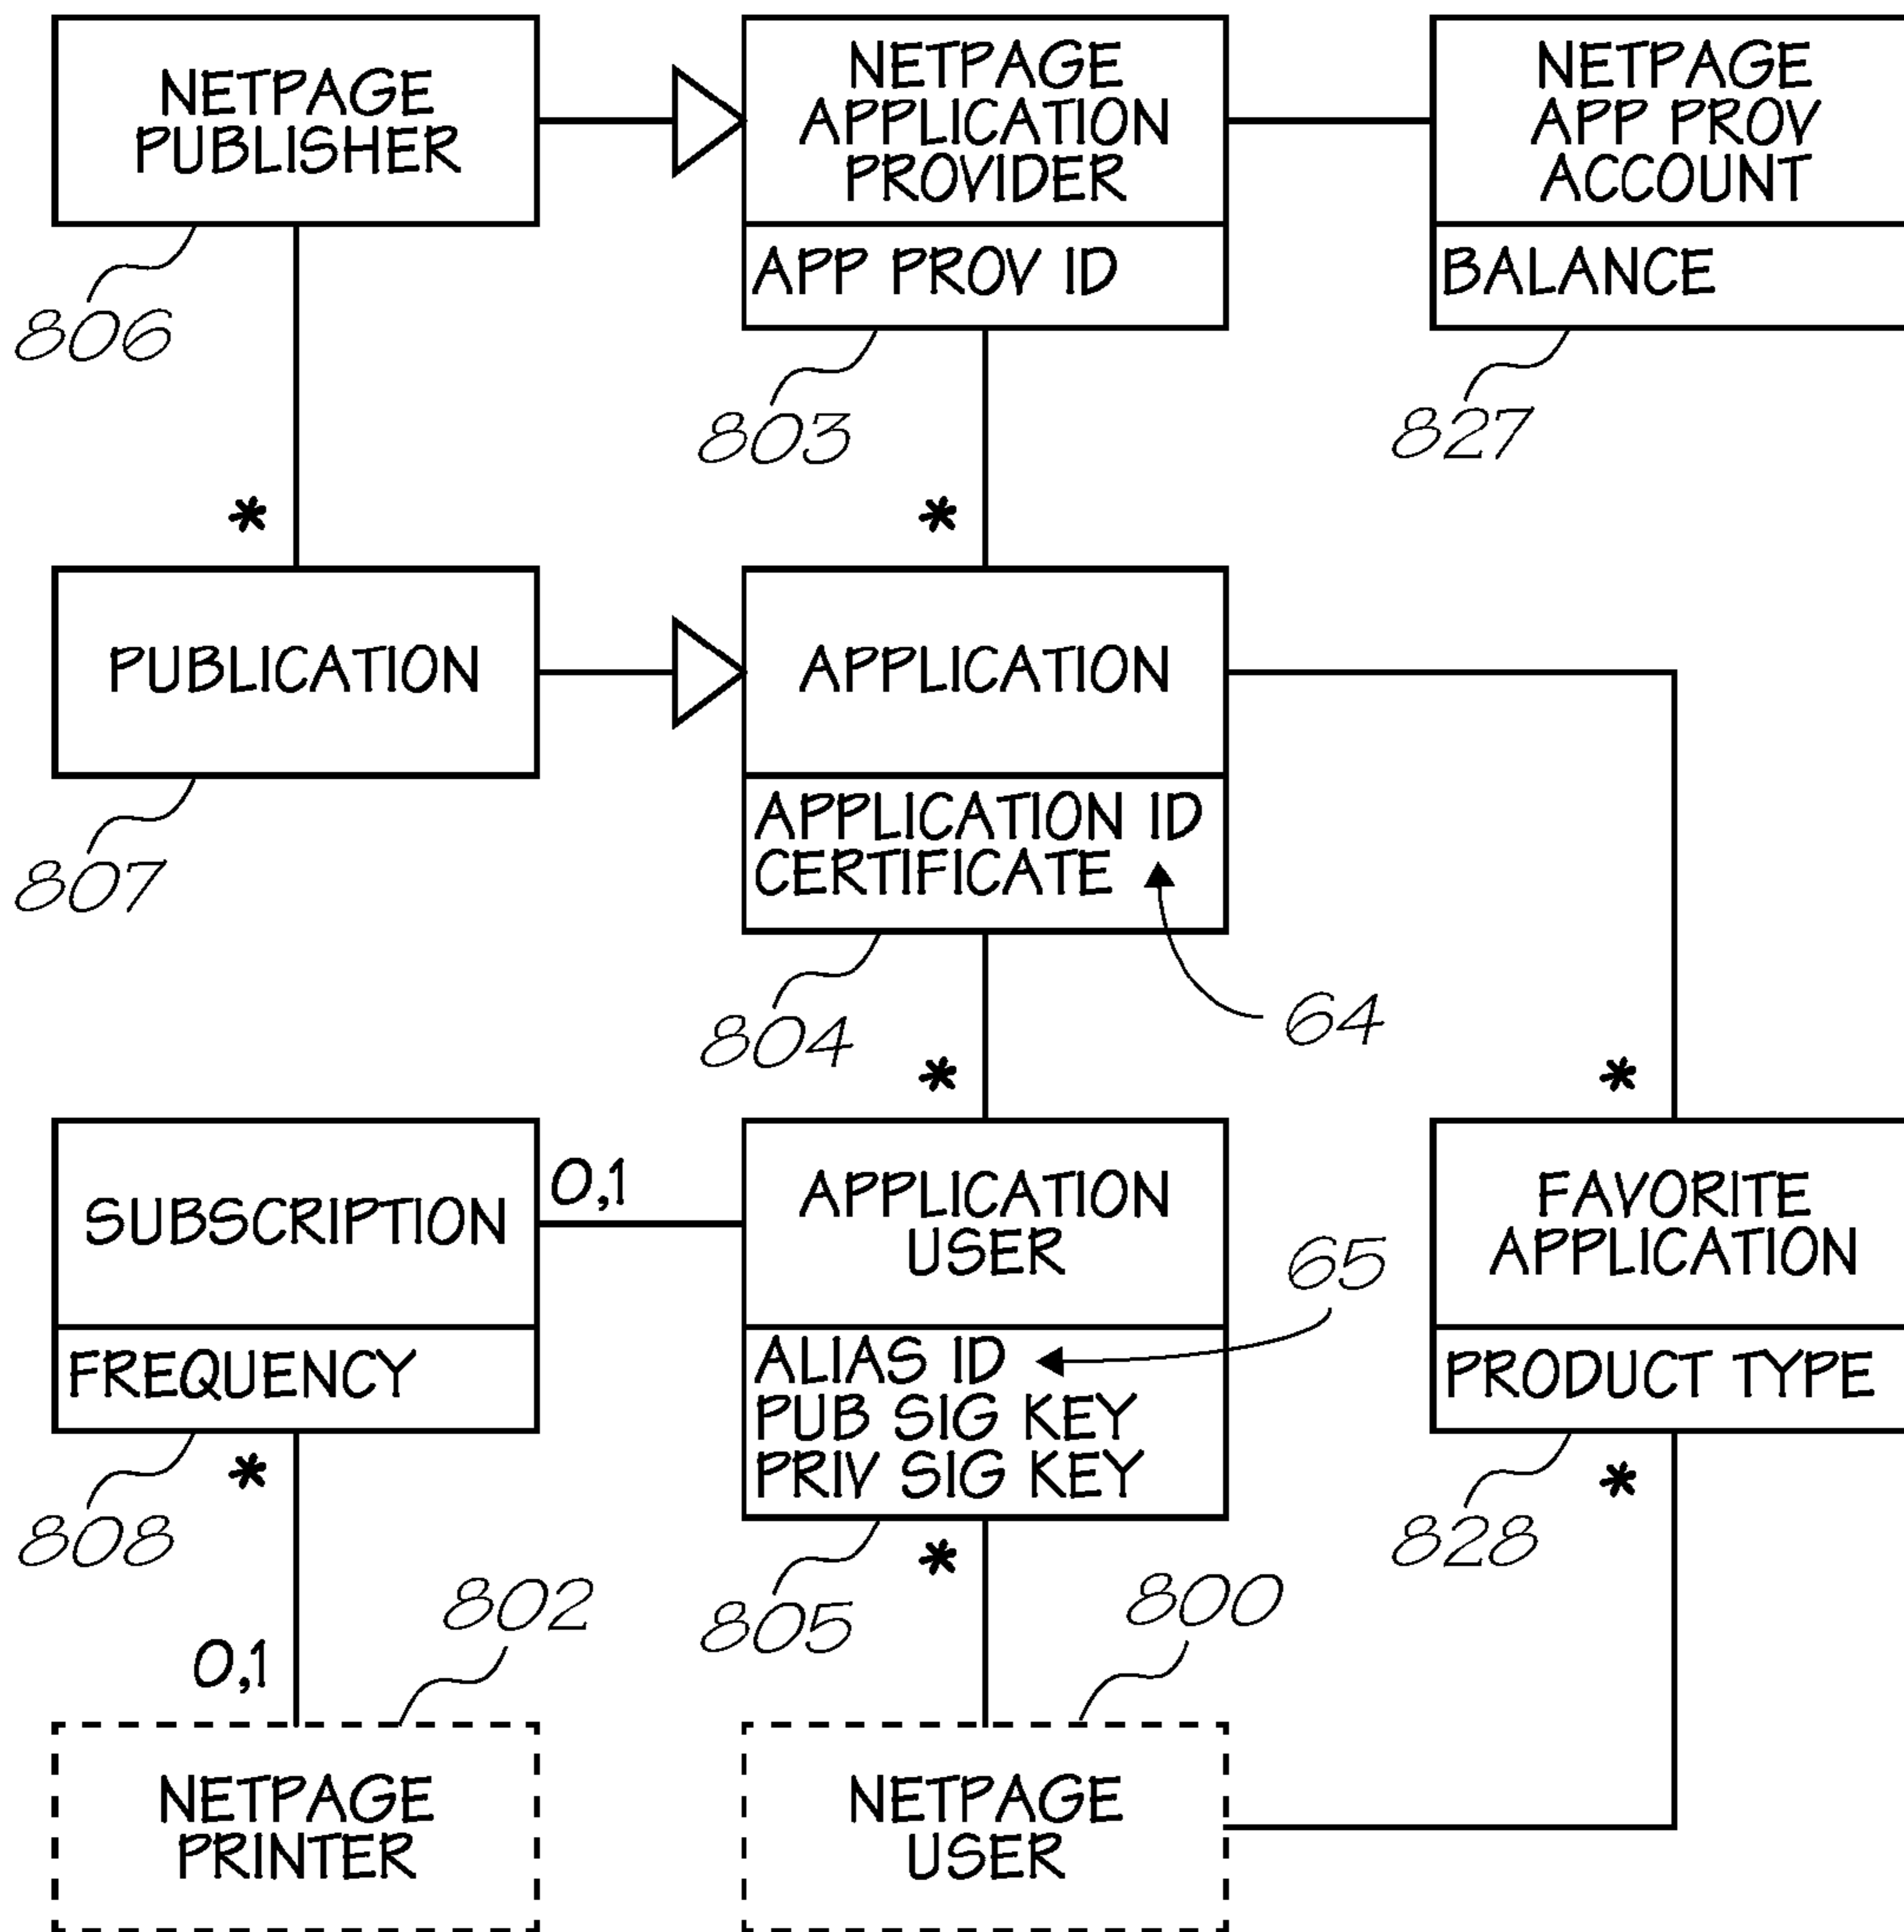 NETPAGE
PUBLISHER
NETPAGE
APPLICATION
PROVIDER
NETPAGE
APP PROV
ACCOUNT
APP PROV ID
BALANCE
806
803
827
*
*
PUBLICATION
APPLICATION
APPLICATION ID
CERTIFICATE
807
804
64
*
*
SUBSCRIPTION
0,1
APPLICATION
USER
FAVORITE
APPLICATION
65
FREQUENCY
ALIAS ID
PUB SIG KEY
PRIV SIG KEY
PRODUCT TYPE
*
*
808
828
*
802
805
800
0,1
NETPAGE
PRINTER
NETPAGE
USER